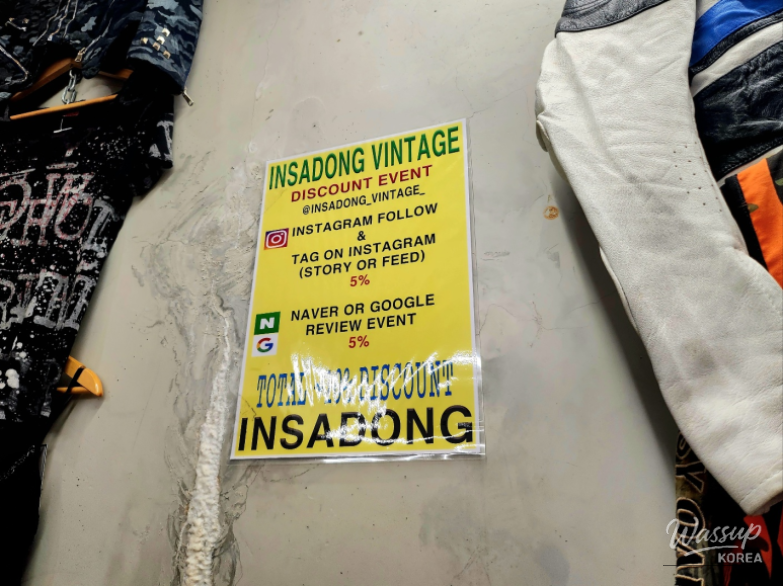 INSADONG VINTAGE
DISCOUNT EVENT
@INSADONG_VINTAGE_
INSTAGRAM FOLLOW
&
TAG ON INSTAGRAM
(STORY OR FEED)
5%
N
NAVER OR GOOGLE
G
REVIEW EVENT
5%
TOTAL DISCOUNT
INSADONG
Wassup
KOREA